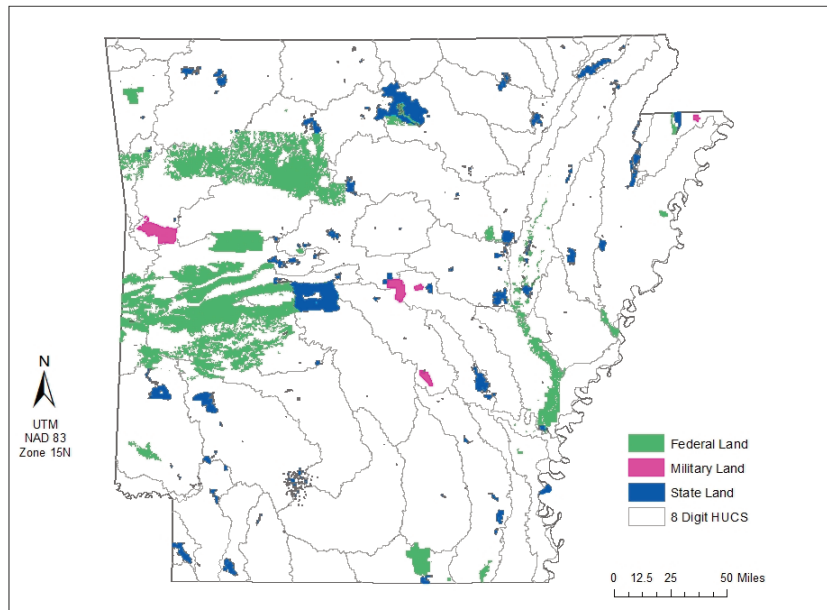 N
UTM
NAD 83
Zone 15N
Federal Land
Military Land
State Land
8 Digit HUCS
0 12.5 25 50 Miles